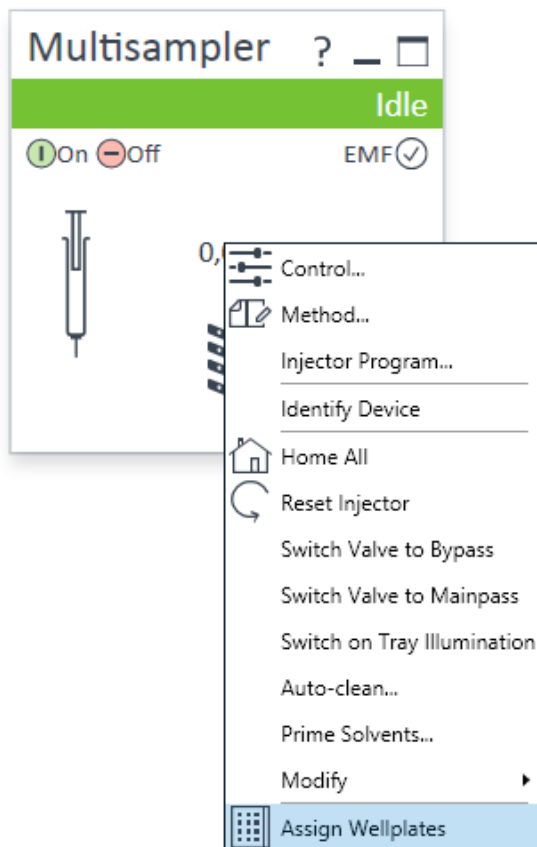 Multisampler ?
Idle
On Off EMF
0,
Control...
Method...
Injector Program...
Identify Device
Home All
Reset Injector
Switch Valve to Bypass
Switch Valve to Mainpass
Switch on Tray Illumination
Auto-clean...
Prime Solvents...
Modify
Assign Wellplates